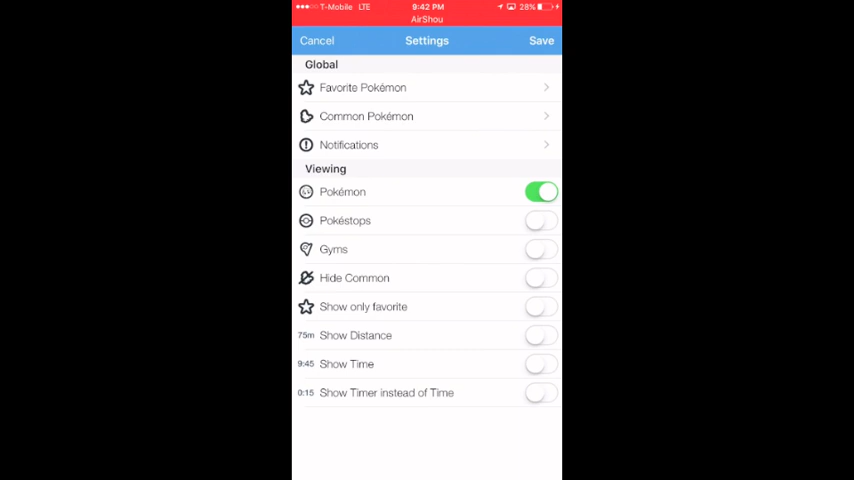 T-Mobile LTE 9:42 PM 28%
AirShou
Cancel Settings Save
Global
Favorite Pokémon
Common Pokémon
Notifications
Viewing
Pokémon
Pokéstops
Gyms
Hide Common
Show only favorite
75m Show Distance
9:45 Show Time
0:15 Show Timer instead of Time